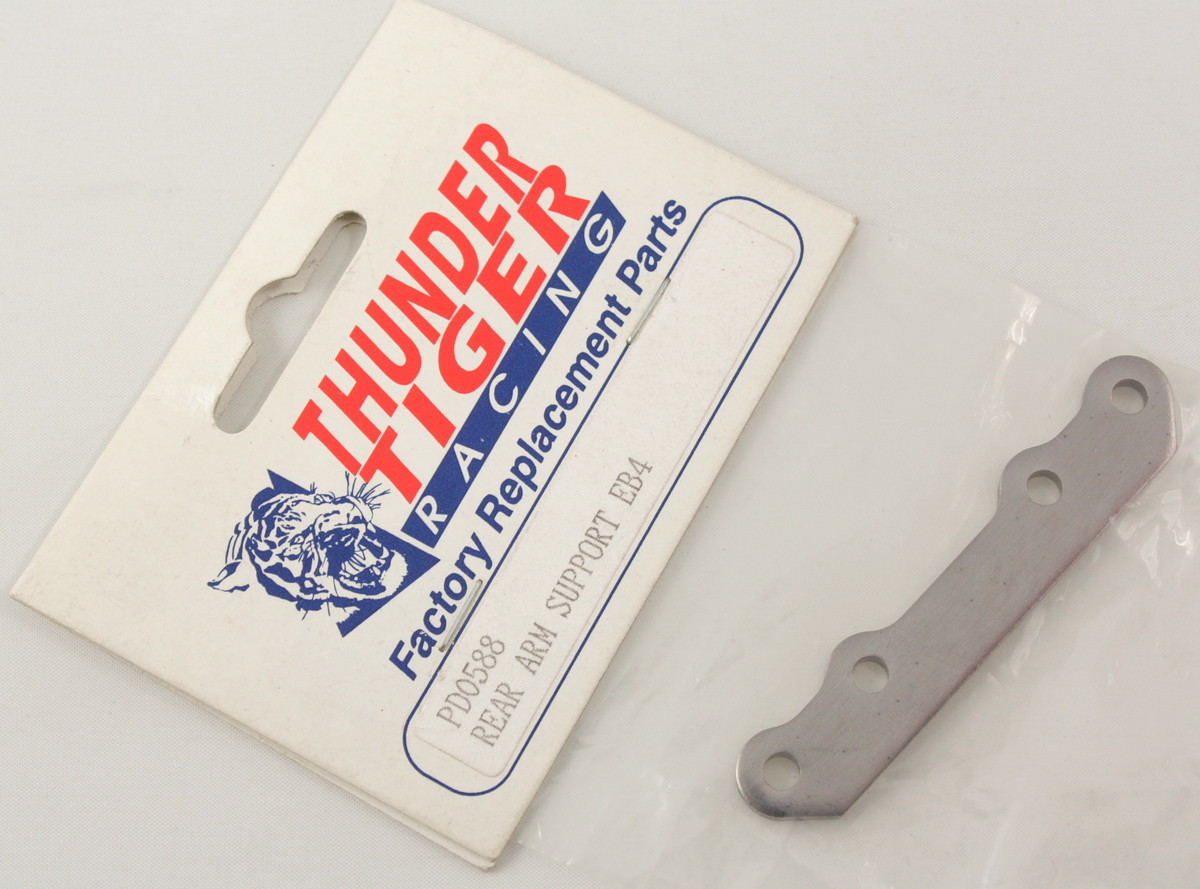 THUNDER
TIGER
RACING
Factory Replacement Parts
PD0588
REAR ARM SUPPORT EB4